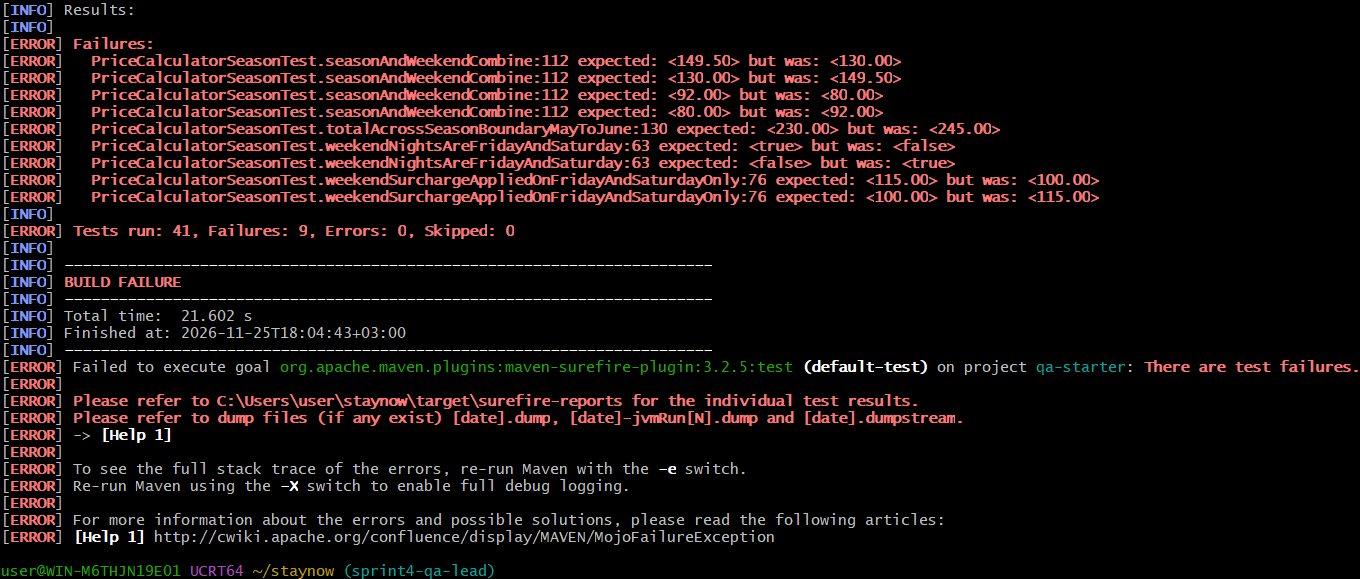 [INFO] Results:
[INFO]
[ERROR] Failures:
[ERROR]   PriceCalculatorSeasonTest.seasonAndWeekendCombine:112 expected: <149.50> but was: <130.00>
[ERROR]   PriceCalculatorSeasonTest.seasonAndWeekendCombine:112 expected: <130.00> but was: <149.50>
[ERROR]   PriceCalculatorSeasonTest.seasonAndWeekendCombine:112 expected: <92.00> but was: <80.00>
[ERROR]   PriceCalculatorSeasonTest.seasonAndWeekendCombine:112 expected: <80.00> but was: <92.00>
[ERROR]   PriceCalculatorSeasonTest.totalAcrossSeasonBoundaryMayToJune:130 expected: <230.00> but was: <245.00>
[ERROR]   PriceCalculatorSeasonTest.weekendNightsAreFridayAndSaturday:63 expected: <true> but was: <false>
[ERROR]   PriceCalculatorSeasonTest.weekendNightsAreFridayAndSaturday:63 expected: <false> but was: <true>
[ERROR]   PriceCalculatorSeasonTest.weekendSurchargeAppliedOnFridayAndSaturdayOnly:76 expected: <115.00> but was: <100.00>
[ERROR]   PriceCalculatorSeasonTest.weekendSurchargeAppliedOnFridayAndSaturdayOnly:76 expected: <100.00> but was: <115.00>
[INFO]
[ERROR] Tests run: 41, Failures: 9, Errors: 0, Skipped: 0
[INFO]
[INFO] ------------------------------------------------------------------------
[INFO] BUILD FAILURE
[INFO] ------------------------------------------------------------------------
[INFO] Total time:  21.602 s
[INFO] Finished at: 2026-11-25T18:04:43+03:00
[INFO] ------------------------------------------------------------------------
[ERROR] Failed to execute goal org.apache.maven.plugins:maven-surefire-plugin:3.2.5:test (default-test) on project qa-starter: There are test failures.
[ERROR]
[ERROR] Please refer to C:\Users\user\staynow\target\surefire-reports for the individual test results.
[ERROR] Please refer to dump files (if any exist) [date].dump, [date]-jvmRun[N].dump and [date].dumpstream.
[ERROR] -> [Help 1]
[ERROR]
[ERROR] To see the full stack trace of the errors, re-run Maven with the -e switch.
[ERROR] Re-run Maven using the -X switch to enable full debug logging.
[ERROR]
[ERROR] For more information about the errors and possible solutions, please read the following articles:
[ERROR] [Help 1] http://cwiki.apache.org/confluence/display/MAVEN/MojoFailureException
user@WIN-M6THJN19E01 UCRT64 ~/staynow (sprint4-qa-lead)